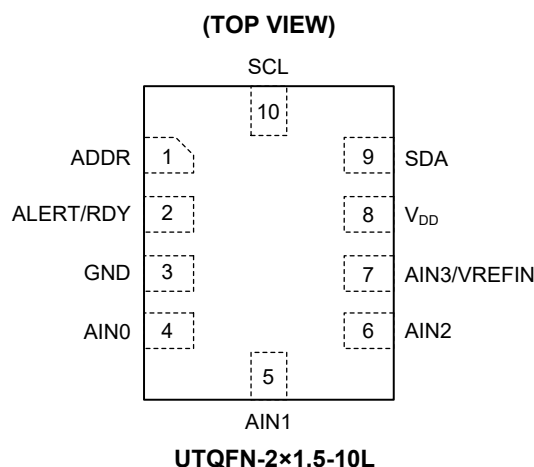 (TOP VIEW)
SCL
10
ADDR 1 9 SDA
ALERT/RDY 2 8 VDD
GND 3 7 AIN3/VREFIN
AIN0 4 6 AIN2
5
AIN1
UTQFN-2×1.5-10L